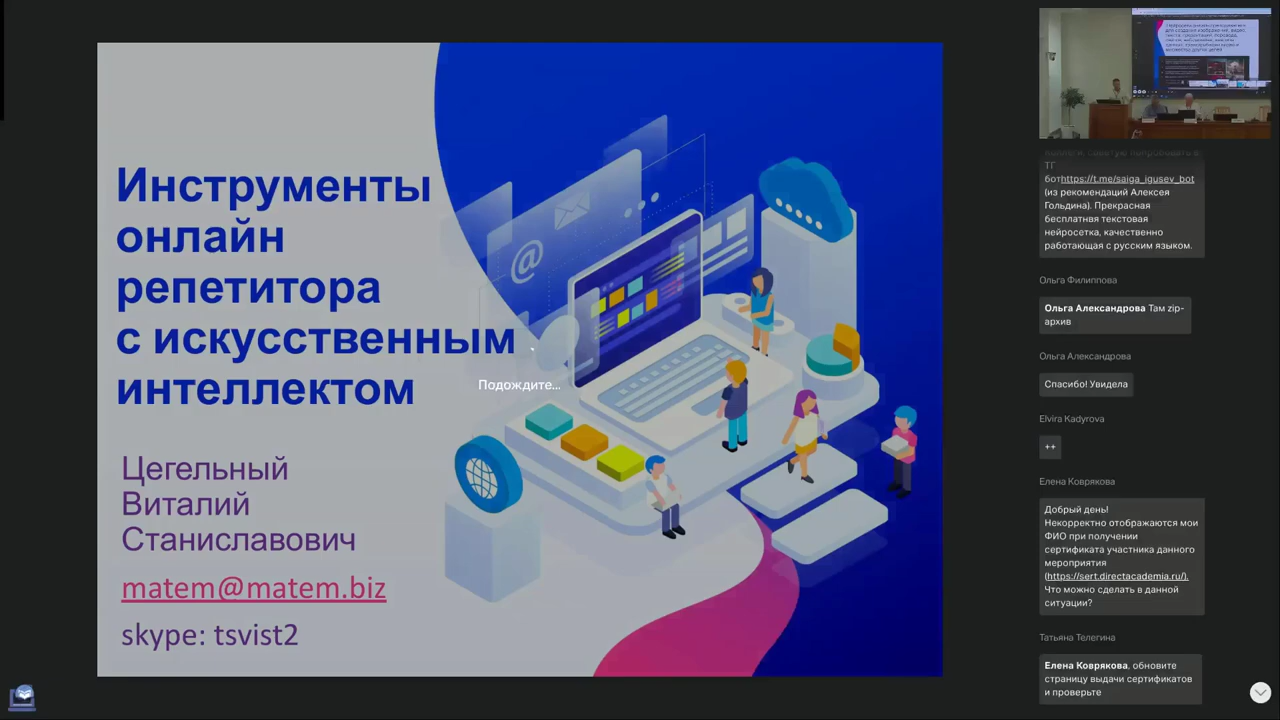 Инструменты
онлайн
репетитора
с искусственным
интеллектом
Подождите...
Цегельный
Виталий
Станиславович
matem@matem.biz
skype: tsvist2
ТГ
ботhttps://t.me/saiga_igusev_bot
(из рекомендаций Алексея
Гольдина). Прекрасная
бесплатнвя текстовая
нейросетка, качественно
работающая с русским языком.
Ольга Филиппова
Ольга Александрова Там zip-
архив
Ольга Александрова
Спасибо! Увидела
Elvira Kadyrova
++
Елена Коврякова
Добрый день!
Некорректно отображаются мои
ФИО при получении
сертификата участника данного
мероприятия
(https://sert.directacademia.ru/).
Что можно сделать в данной
ситуации?
Татьяна Телегина
Елена Коврякова, обновите
страницу выдачи сертификатов
и проверьте